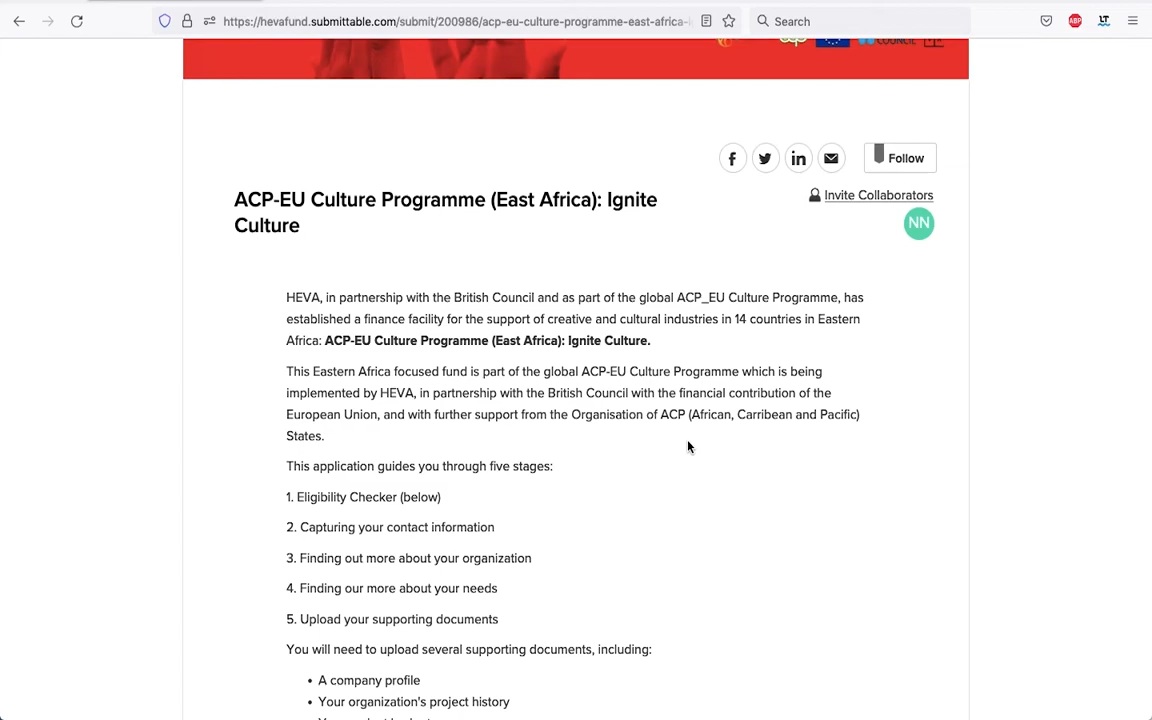 https://hevafund.submittable.com/submit/200986/acp-eu-culture-programme-east-africa-i
Search
ABP
LT
COUNCIL
Follow
Invite Collaborators
NN
ACP-EU Culture Programme (East Africa): Ignite
Culture
HEVA, in partnership with the British Council and as part of the global ACP_EU Culture Programme, has
established a finance facility for the support of creative and cultural industries in 14 countries in Eastern
Africa: ACP-EU Culture Programme (East Africa): Ignite Culture.
This Eastern Africa focused fund is part of the global ACP-EU Culture Programme which is being
implemented by HEVA, in partnership with the British Council with the financial contribution of the
European Union, and with further support from the Organisation of ACP (African, Carribean and Pacific)
States.
This application guides you through five stages:
1. Eligibility Checker (below)
2. Capturing your contact information
3. Finding out more about your organization
4. Finding our more about your needs
5. Upload your supporting documents
You will need to upload several supporting documents, including:
• A company profile
• Your organization's project history